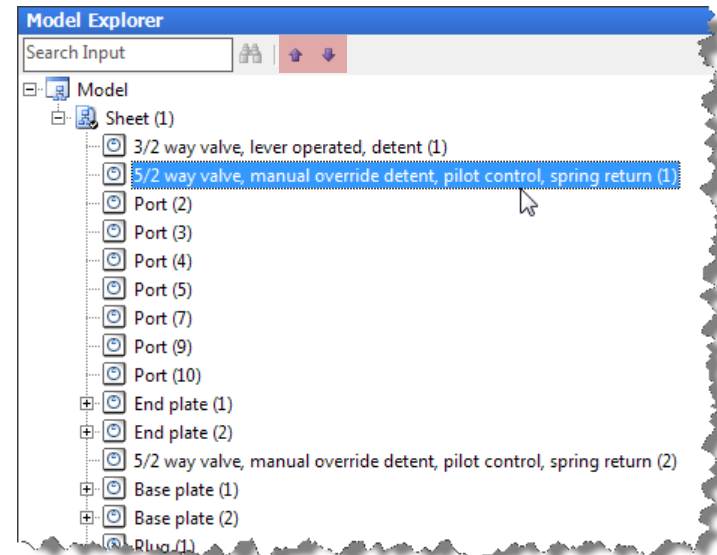 Model Explorer
Search Input
Model
Sheet (1)
3/2 way valve, lever operated, detent (1)
5/2 way valve, manual override detent, pilot control, spring return (1)
Port (2)
Port (3)
Port (4)
Port (5)
Port (7)
Port (9)
Port (10)
End plate (1)
End plate (2)
5/2 way valve, manual override detent, pilot control, spring return (2)
Base plate (1)
Base plate (2)